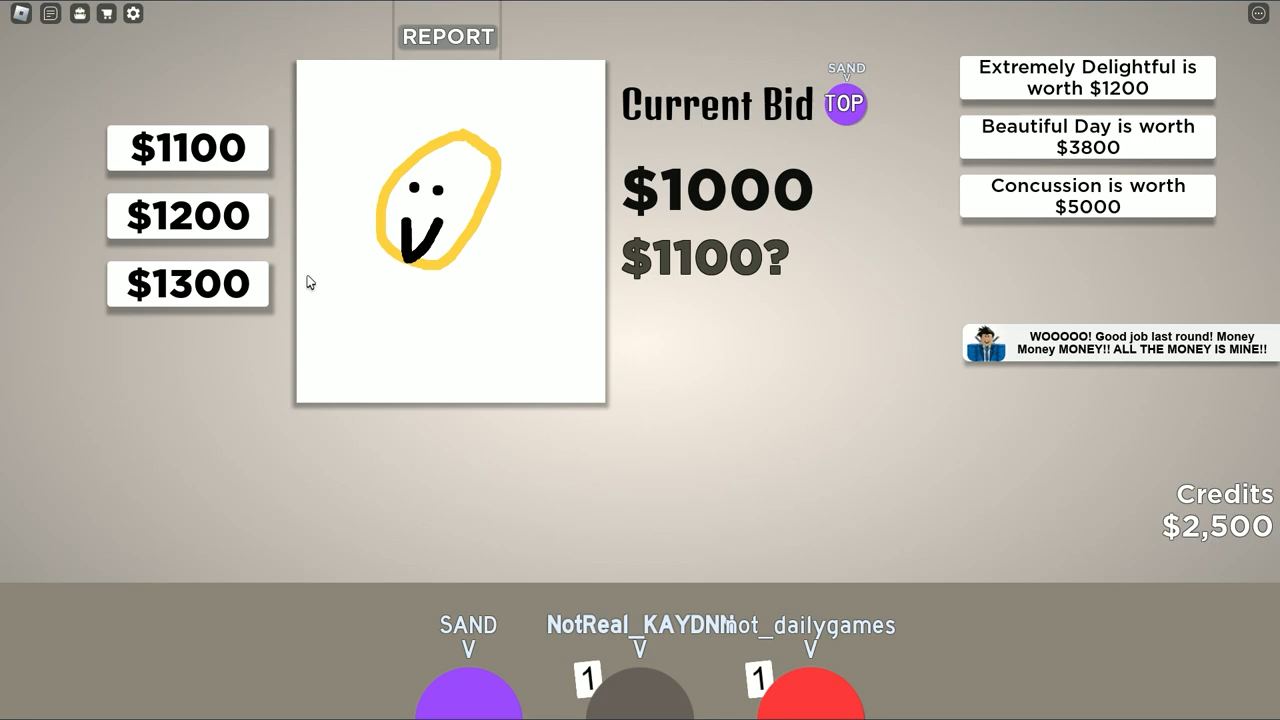 REPORT
$1100
$1200
$1300
Current Bid
SAND
V
TOP
$1000
$1100?
Extremely Delightful is
worth $1200
Beautiful Day is worth
$3800
Concussion is worth
$5000
WOOOOO! Good job last round! Money
Money MONEY!! ALL THE MONEY IS MINE!!
Credits
$2,500
SAND
V
V
not_dailygames
V
1
1